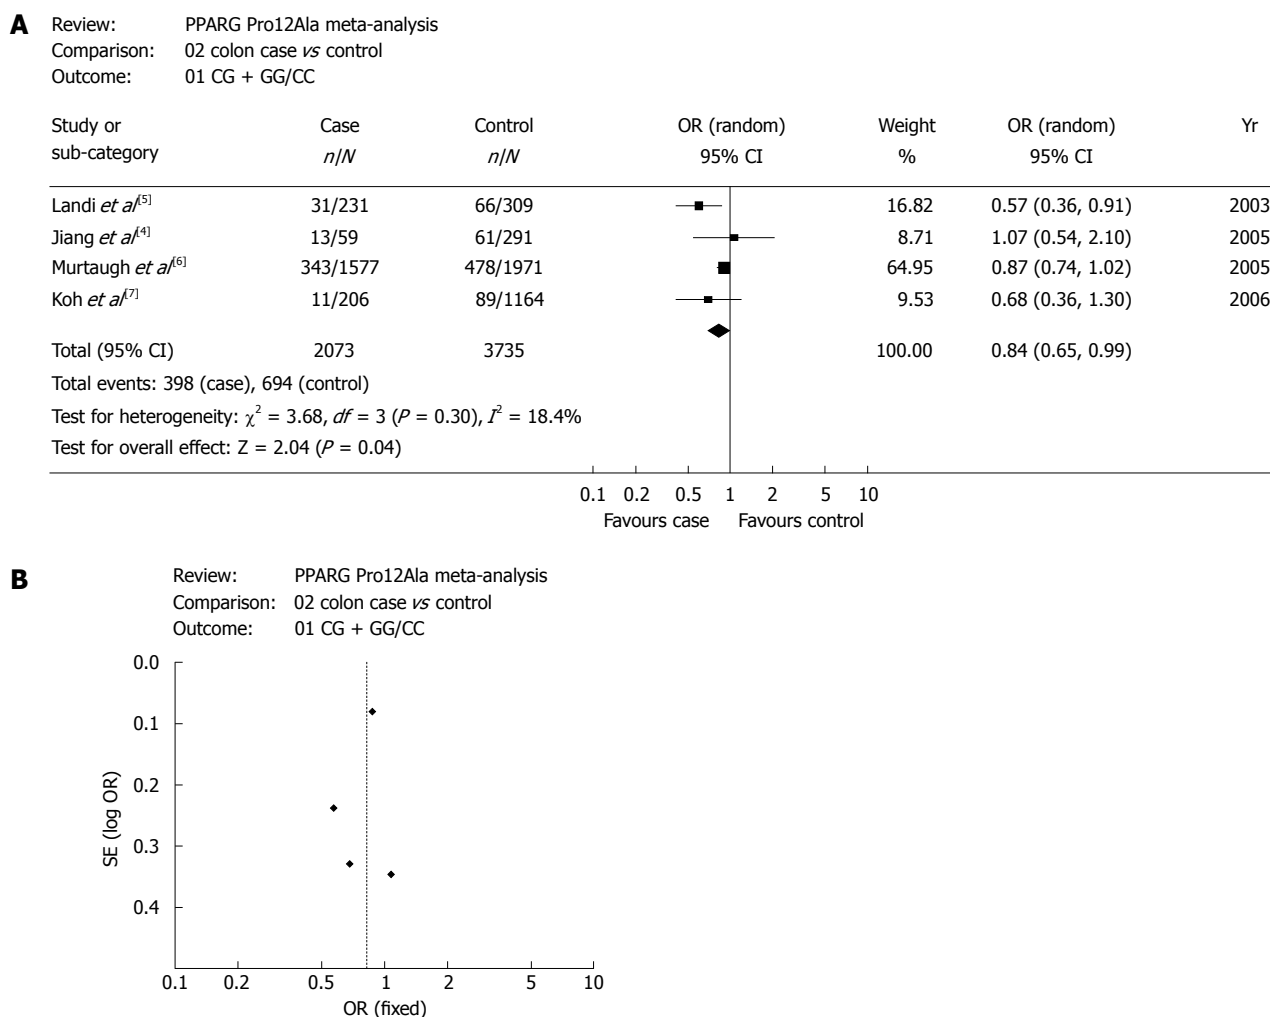 A
Review: PPARG Pro12Ala meta-analysis
Comparison: 02 colon case vs control
Outcome: 01 CG + GG/CC
Study or Case Control OR (random) Weight OR (random) Yr
sub-category n/N n/N 95% CI % 95% CI
Landi et al[5] 31/231 66/309 16.82 0.57 (0.36, 0.91) 2003
Jiang et al[4] 13/59 61/291 8.71 1.07 (0.54, 2.10) 2005
Murtaugh et al[6] 343/1577 478/1971 64.95 0.87 (0.74, 1.02) 2005
Koh et al[7] 11/206 89/1164 9.53 0.68 (0.36, 1.30) 2006
Total (95% CI) 2073 3735 100.00 0.84 (0.65, 0.99)
Total events: 398 (case), 694 (control)
Test for heterogeneity: χ² = 3.68, df = 3 (P = 0.30), I² = 18.4%
Test for overall effect: Z = 2.04 (P = 0.04)
0.1 0.2 0.5 1 2 5 10
Favours case Favours control
B
Review: PPARG Pro12Ala meta-analysis
Comparison: 02 colon case vs control
Outcome: 01 CG + GG/CC
0.0
0.1
0.2
0.3
0.4
SE (log OR)
0.1 0.2 0.5 1 2 5 10
OR (fixed)